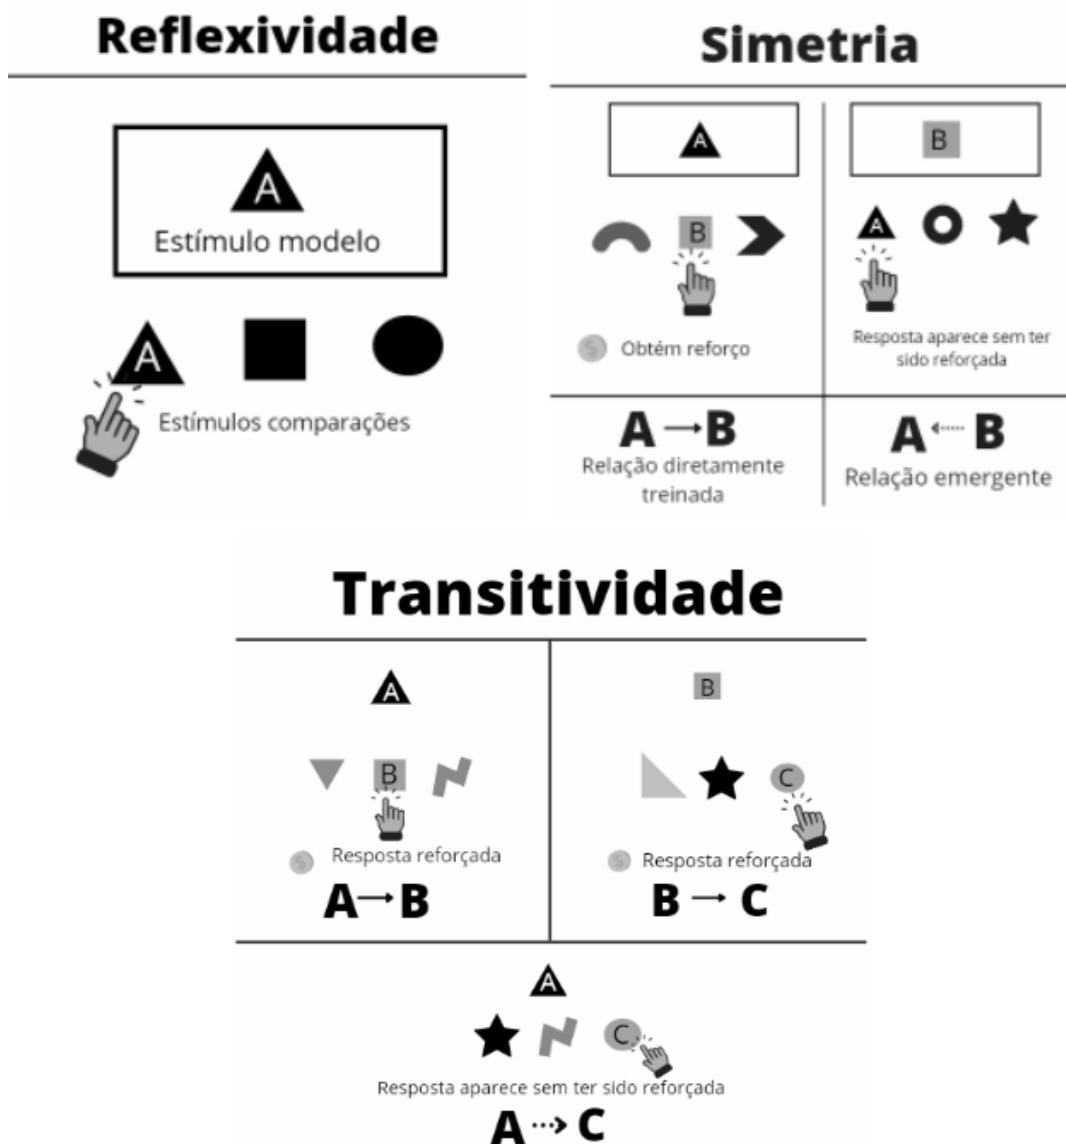 Reflexividade
A
Estímulo modelo
A
Estímulos comparações
Simetria
A
B
S Obtém reforço
A → B
Relação diretamente
treinada
B
A
Resposta aparece sem ter
sido reforçada
A ⇠ B
Relação emergente
Transitividade
A
B
S Resposta reforçada
A → B
B
C
S Resposta reforçada
B → C
A
C
Resposta aparece sem ter sido reforçada
A ⇢ C